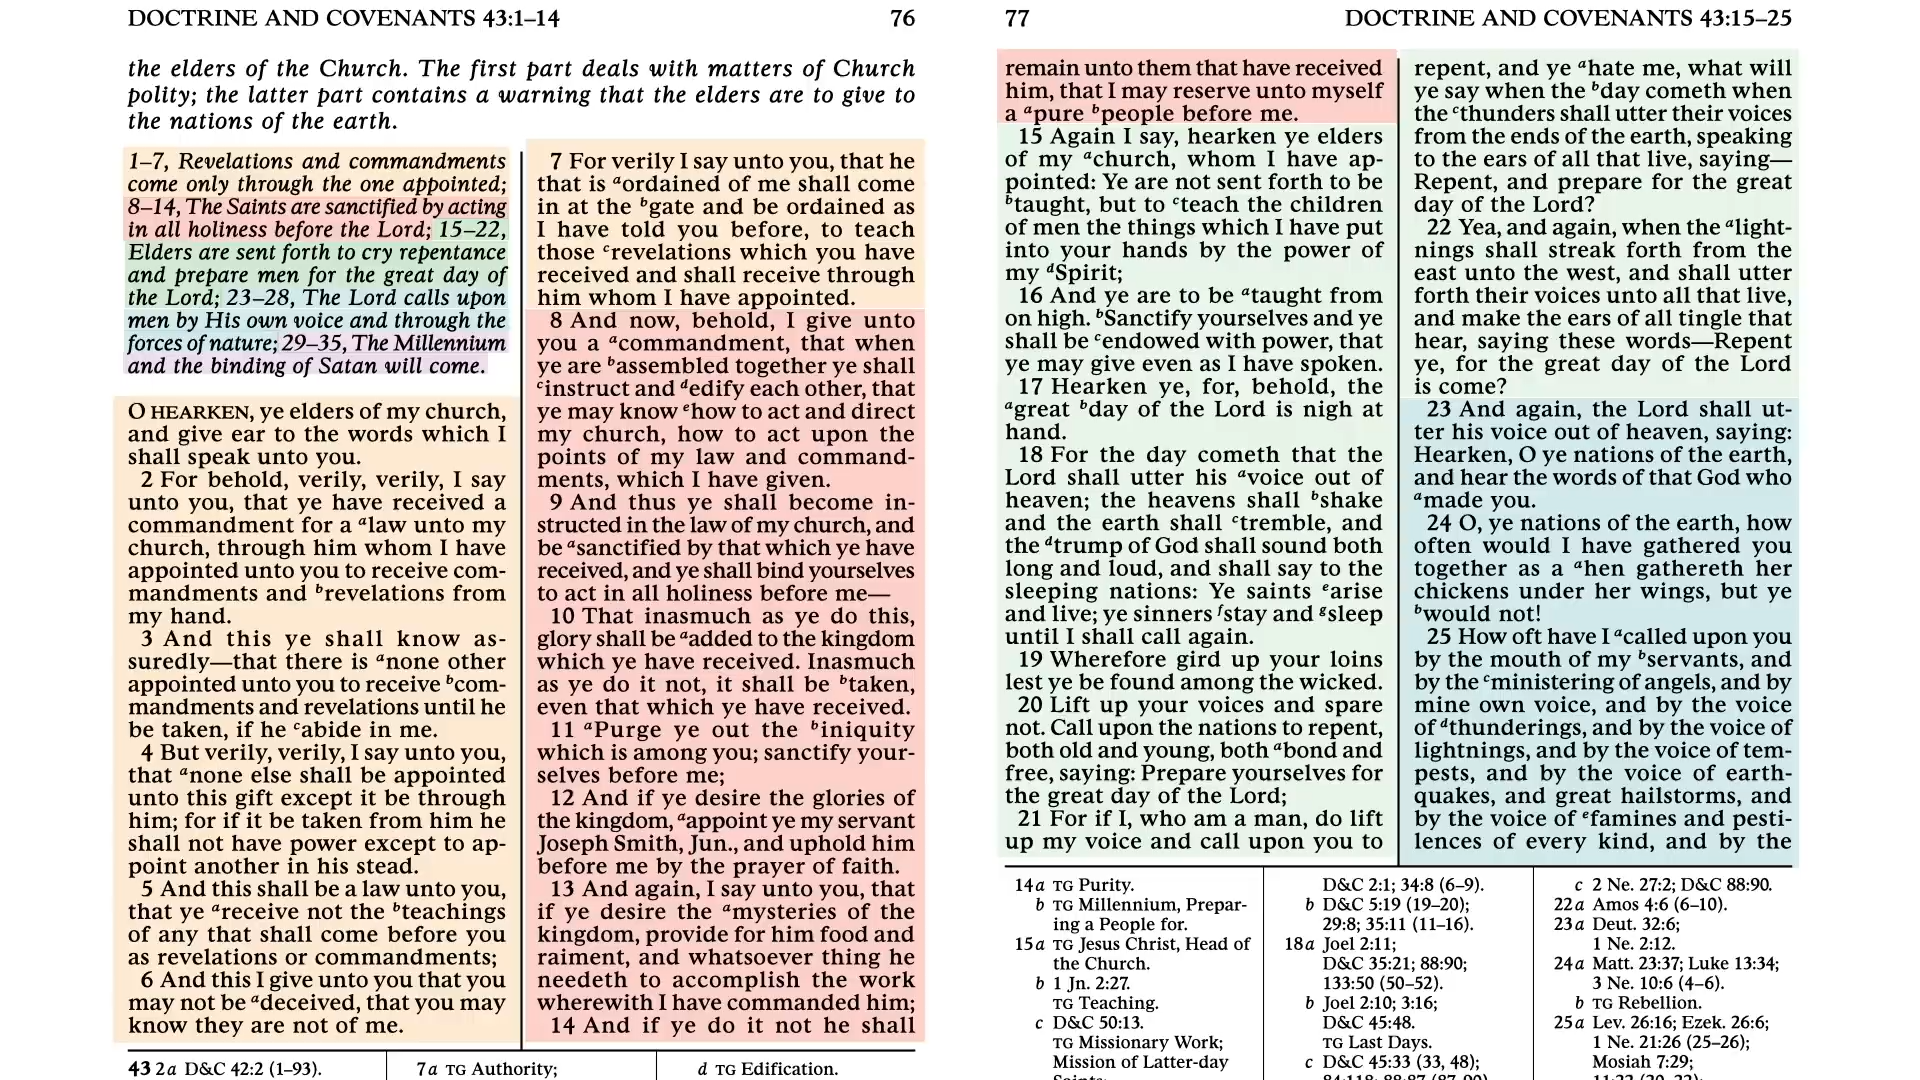 DOCTRINE AND COVENANTS 43:1–14 76
the elders of the Church. The first part deals with matters of Church
polity; the latter part contains a warning that the elders are to give to
the nations of the earth.
1–7, Revelations and commandments
come only through the one appointed;
8–14, The Saints are sanctified by acting
in all holiness before the Lord; 15–22,
Elders are sent forth to cry repentance
and prepare men for the great day of
the Lord; 23–28, The Lord calls upon
men by His own voice and through the
forces of nature; 29–35, The Millennium
and the binding of Satan will come.
O HEARKEN, ye elders of my church,
and give ear to the words which I
shall speak unto you.
2 For behold, verily, verily, I say
unto you, that ye have received a
commandment for a a law unto my
church, through him whom I have
appointed unto you to receive com-
mandments and b revelations from
my hand.
3 And this ye shall know as-
suredly—that there is a none other
appointed unto you to receive b com-
mandments and revelations until he
be taken, if he c abide in me.
4 But verily, verily, I say unto you,
that a none else shall be appointed
unto this gift except it be through
him; for if it be taken from him he
shall not have power except to ap-
point another in his stead.
5 And this shall be a law unto you,
that ye a receive not the b teachings
of any that shall come before you
as revelations or commandments;
6 And this I give unto you that you
may not be a deceived, that you may
know they are not of me.
7 For verily I say unto you, that he
that is a ordained of me shall come
in at the b gate and be ordained as
I have told you before, to teach
those c revelations which you have
received and shall receive through
him whom I have appointed.
8 And now, behold, I give unto
you a a commandment, that when
ye are b assembled together ye shall
c instruct and d edify each other, that
ye may know e how to act and direct
my church, how to act upon the
points of my law and command-
ments, which I have given.
9 And thus ye shall become in-
structed in the law of my church, and
be a sanctified by that which ye have
received, and ye shall bind yourselves
to act in all holiness before me—
10 That inasmuch as ye do this,
glory shall be a added to the kingdom
which ye have received. Inasmuch
as ye do it not, it shall be b taken,
even that which ye have received.
11 a Purge ye out the b iniquity
which is among you; sanctify your-
selves before me;
12 And if ye desire the glories of
the kingdom, a appoint ye my servant
Joseph Smith, Jun., and uphold him
before me by the prayer of faith.
13 And again, I say unto you, that
if ye desire the a mysteries of the
kingdom, provide for him food and
raiment, and whatsoever thing he
needeth to accomplish the work
wherewith I have commanded him;
14 And if ye do it not he shall
43 2a D&C 42:2 (1–93).
7a TG Authority;
d TG Edification.
77 DOCTRINE AND COVENANTS 43:15–25
remain unto them that have received
him, that I may reserve unto myself
a a pure b people before me.
15 Again I say, hearken ye elders
of my a church, whom I have ap-
pointed: Ye are not sent forth to be
b taught, but to c teach the children
of men the things which I have put
into your hands by the power of
my d Spirit;
16 And ye are to be a taught from
on high. b Sanctify yourselves and ye
shall be c endowed with power, that
ye may give even as I have spoken.
17 Hearken ye, for, behold, the
a great b day of the Lord is nigh at
hand.
18 For the day cometh that the
Lord shall utter his a voice out of
heaven; the heavens shall b shake
and the earth shall c tremble, and
the d trump of God shall sound both
long and loud, and shall say to the
sleeping nations: Ye saints e arise
and live; ye sinners f stay and g sleep
until I shall call again.
19 Wherefore gird up your loins
lest ye be found among the wicked.
20 Lift up your voices and spare
not. Call upon the nations to repent,
both old and young, both a bond and
free, saying: Prepare yourselves for
the great day of the Lord;
21 For if I, who am a man, do lift
up my voice and call upon you to
repent, and ye a hate me, what will
ye say when the b day cometh when
the c thunders shall utter their voices
from the ends of the earth, speaking
to the ears of all that live, saying—
Repent, and prepare for the great
day of the Lord?
22 Yea, and again, when the a light-
nings shall streak forth from the
east unto the west, and shall utter
forth their voices unto all that live,
and make the ears of all tingle that
hear, saying these words—Repent
ye, for the great day of the Lord
is come?
23 And again, the Lord shall ut-
ter his voice out of heaven, saying:
Hearken, O ye nations of the earth,
and hear the words of that God who
a made you.
24 O, ye nations of the earth, how
often would I have gathered you
together as a a hen gathereth her
chickens under her wings, but ye
b would not!
25 How oft have I a called upon you
by the mouth of my b servants, and
by the c ministering of angels, and by
mine own voice, and by the voice
of d thunderings, and by the voice of
lightnings, and by the voice of tem-
pests, and by the voice of earth-
quakes, and great hailstorms, and
by the voice of e famines and pesti-
lences of every kind, and by the
14a TG Purity.
b TG Millennium, Prepar-
ing a People for.
15a TG Jesus Christ, Head of
the Church.
b 1 Jn. 2:27.
TG Teaching.
c D&C 50:13.
TG Missionary Work;
Mission of Latter-day
D&C 2:1; 34:8 (6–9).
b D&C 5:19 (19–20);
29:8; 35:11 (11–16).
18a Joel 2:11;
D&C 35:21; 88:90;
133:50 (50–52).
b Joel 2:10; 3:16;
D&C 45:48.
TG Last Days.
c D&C 45:33 (33, 48);
c 2 Ne. 27:2; D&C 88:90.
22a Amos 4:6 (6–10).
23a Deut. 32:6;
1 Ne. 2:12.
24a Matt. 23:37; Luke 13:34;
3 Ne. 10:6 (4–6).
b TG Rebellion.
25a Lev. 26:16; Ezek. 26:6;
1 Ne. 21:26 (25–26);
Mosiah 7:29;